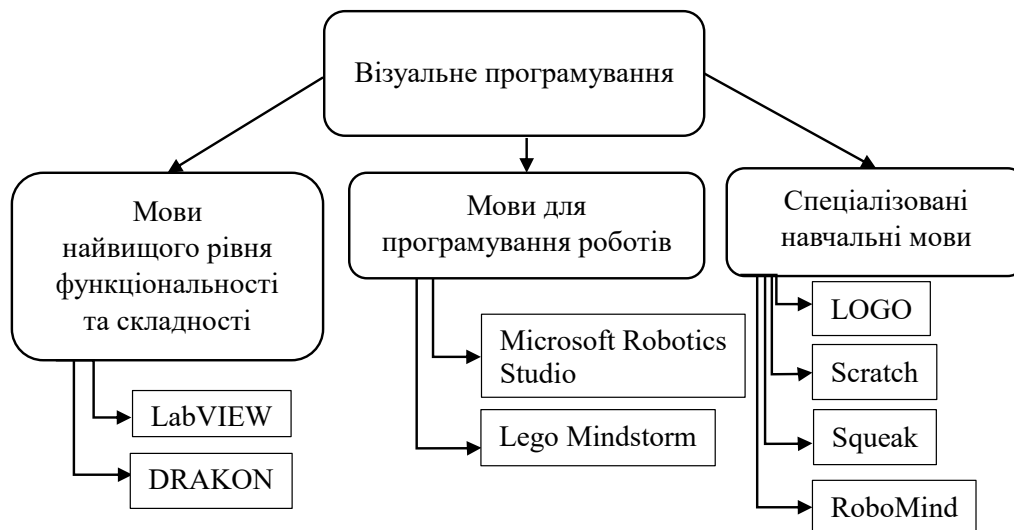 Візуальне програмування
Мови
найвищого рівня
функціональності
та складності
LabVIEW
DRAKON
Мови для
програмування роботів
Microsoft Robotics
Studio
Lego Mindstorm
Спеціалізовані
навчальні мови
LOGO
Scratch
Squeak
RoboMind